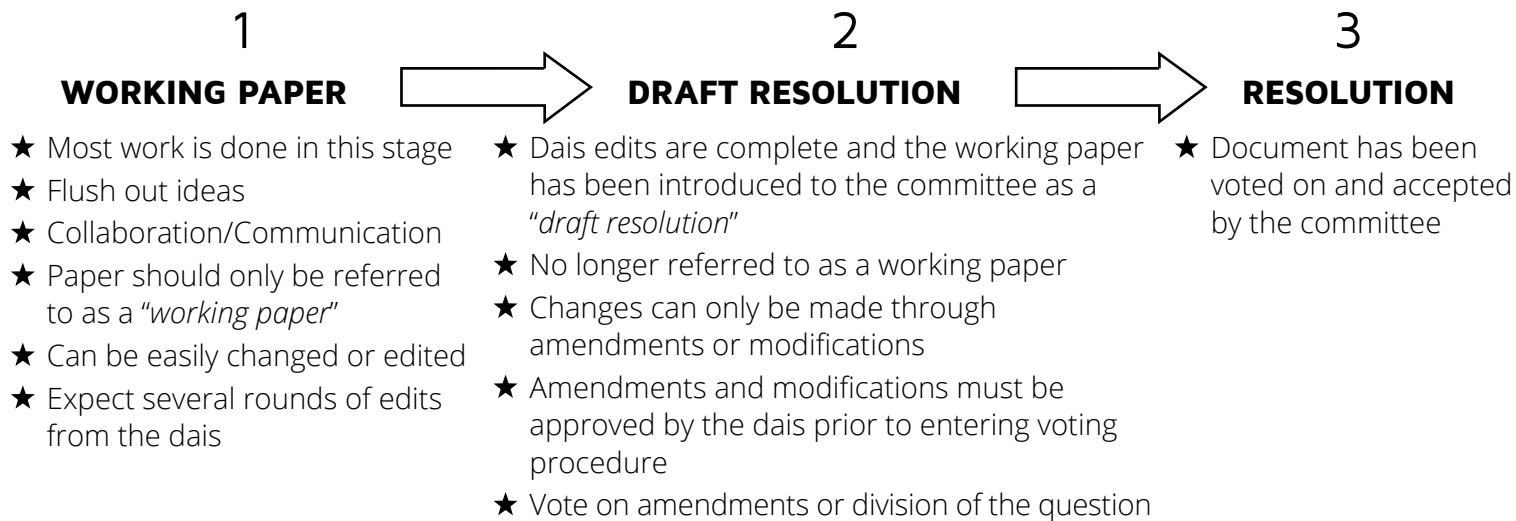 1
WORKING PAPER
★ Most work is done in this stage
★ Flush out ideas
★ Collaboration/Communication
★ Paper should only be referred
to as a “working paper”
★ Can be easily changed or edited
★ Expect several rounds of edits
from the dais
2
DRAFT RESOLUTION
★ Dais edits are complete and the working paper
has been introduced to the committee as a
“draft resolution”
★ No longer referred to as a working paper
★ Changes can only be made through
amendments or modifications
★ Amendments and modifications must be
approved by the dais prior to entering voting
procedure
★ Vote on amendments or division of the question
3
RESOLUTION
★ Document has been
voted on and accepted
by the committee